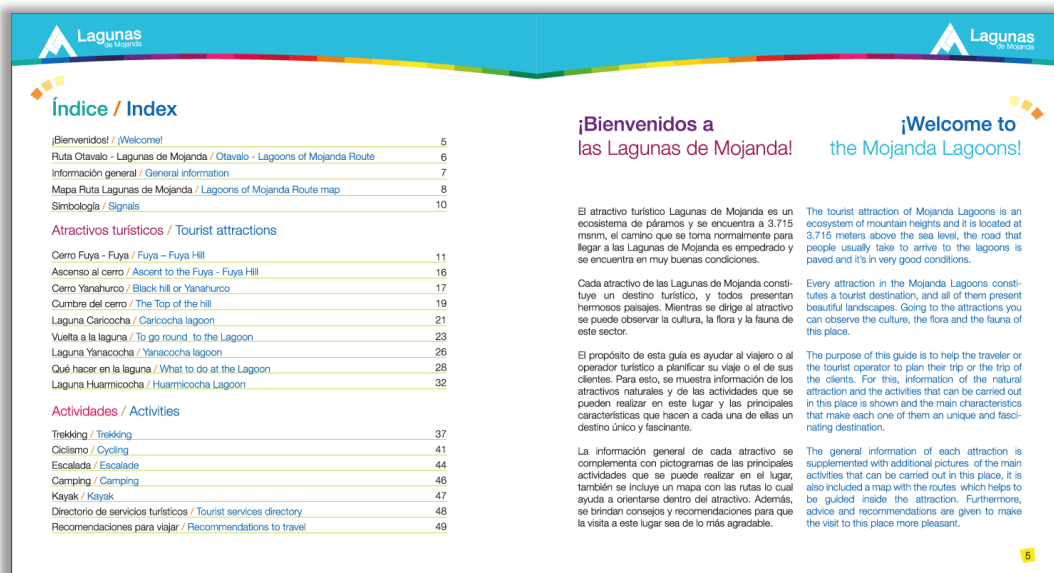 Lagunas
de Mojanda
Índice / Index
¡Bienvenidos! / ¡Welcome! 5
Ruta Otavalo - Lagunas de Mojanda / Otavalo - Lagoons of Mojanda Route 6
Información general / General information 7
Mapa Ruta Lagunas de Mojanda / Lagoons of Mojanda Route map 8
Simbología / Signals 10
Atractivos turísticos / Tourist attractions
Cerro Fuya - Fuya / Fuya – Fuya Hill 11
Ascenso al cerro / Ascent to the Fuya - Fuya Hill 16
Cerro Yanahurco / Black hill or Yanahurco 17
Cumbre del cerro / The Top of the hill 19
Laguna Caricocha / Caricocha lagoon 21
Vuelta a la laguna / To go round to the Lagoon 23
Laguna Yanacocha / Yanacocha lagoon 26
Qué hacer en la laguna / What to do at the Lagoon 28
Laguna Huarmicocha / Huarmicocha Lagoon 32
Actividades / Activities
Trekking / Trekking 37
Ciclismo / Cycling 41
Escalada / Escalade 44
Camping / Camping 46
Kayak / Kayak 47
Directorio de servicios turísticos / Tourist services directory 48
Recomendaciones para viajar / Recommendations to travel 49
Lagunas
de Mojanda
¡Bienvenidos a
las Lagunas de Mojanda!
¡Welcome to
the Mojanda Lagoons!
El atractivo turístico Lagunas de Mojanda es un
ecosistema de páramos y se encuentra a 3.715
msnm, el camino que se toma normalmente para
llegar a las Lagunas de Mojanda es empedrado y
se encuentra en muy buenas condiciones.
Cada atractivo de las Lagunas de Mojanda consti-
tuye un destino turístico, y todos presentan
hermosos paisajes. Mientras se dirige al atractivo
se puede observar la cultura, la flora y la fauna de
este sector.
El propósito de esta guía es ayudar al viajero o al
operador turístico a planificar su viaje o el de sus
clientes. Para esto, se muestra información de los
atractivos naturales y de las actividades que se
pueden realizar en este lugar y las principales
características que hacen a cada una de ellas un
destino único y fascinante.
La información general de cada atractivo se
complementa con pictogramas de las principales
actividades que se puede realizar en el lugar,
también se incluye un mapa con las rutas lo cual
ayuda a orientarse dentro del atractivo. Además,
se brindan consejos y recomendaciones para que
la visita a este lugar sea de lo más agradable.
The tourist attraction of Mojanda Lagoons is an
ecosystem of mountain heights and it is located at
3.715 meters above the sea level, the road that
people usually take to arrive to the lagoons is
paved and it's in very good conditions.
Every attraction in the Mojanda Lagoons consti-
tutes a tourist destination, and all of them present
beautiful landscapes. Going to the attractions you
can observe the culture, the flora and the fauna of
this place.
The purpose of this guide is to help the traveler or
the tourist operator to plan their trip or the trip of
the clients. For this, information of the natural
attraction and the activities that can be carried out
in this place is shown and the main characteristics
that make each one of them an unique and fasci-
nating destination.
The general information of each attraction is
supplemented with additional pictures of the main
activities that can be carried out in this place, it is
also included a map with the routes which helps to
be guided inside the attraction. Furthermore,
advice and recommendations are given to make
the visit to this place more pleasant.
5